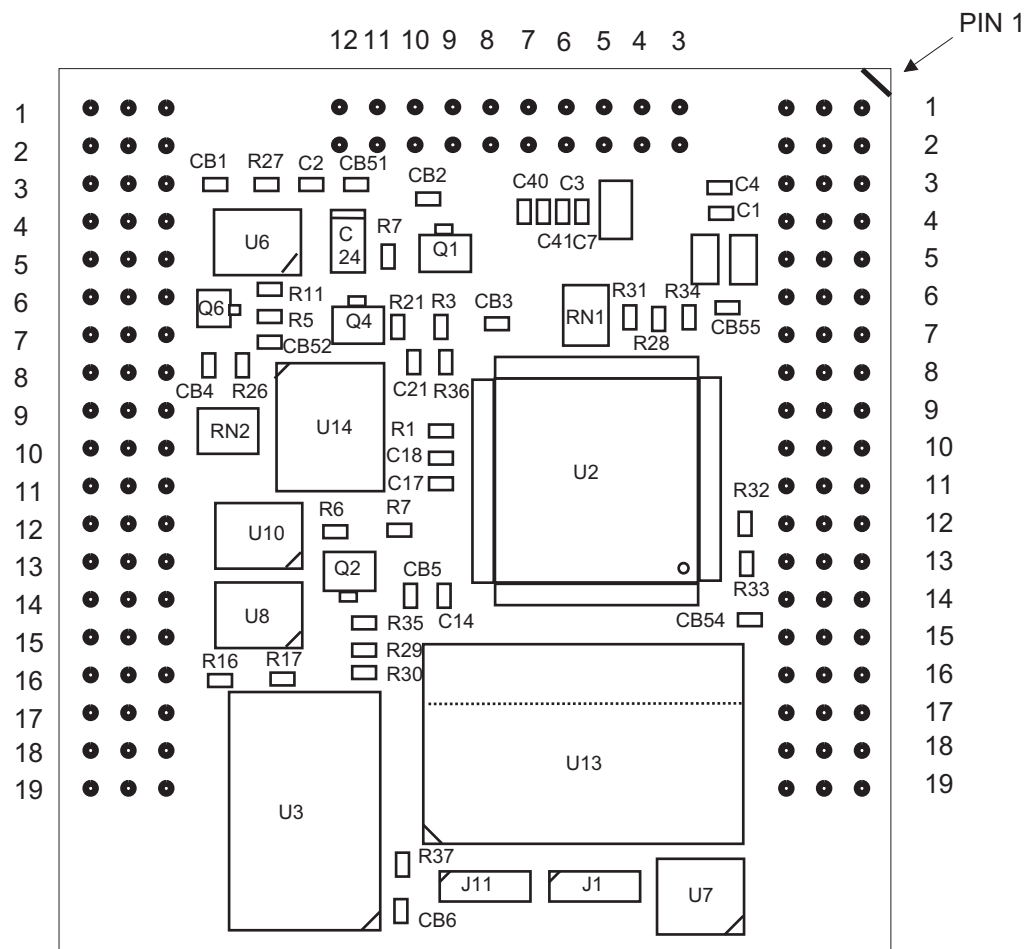 PIN 1
12 11 10 9 8 7 6 5 4 3
1 1
2 2
CB1 R27 C2 CB51 CB2 C40 C3 C4
3 3
C41 C7 C1
4 4
U6 C 24 R7 Q1
5 5
R11 R21 R3 CB3 RN1 R31 R34
6 6
Q6 R5 Q4 CB55
CB52 R28
7 7
CB4 R26 C21 R36
8 8
9 9
RN2 U14 R1
10 10
C18 U2
C17
11 11
R6 R7 R32
12 12
U10
13 13
Q2 CB5 R33
14 14
U8 R35 C14 CB54
15 15
R16 R17 R29
16 16
R30
17 17
18 18
U13
19 19
U3
R37
J11 J1 U7
CB6